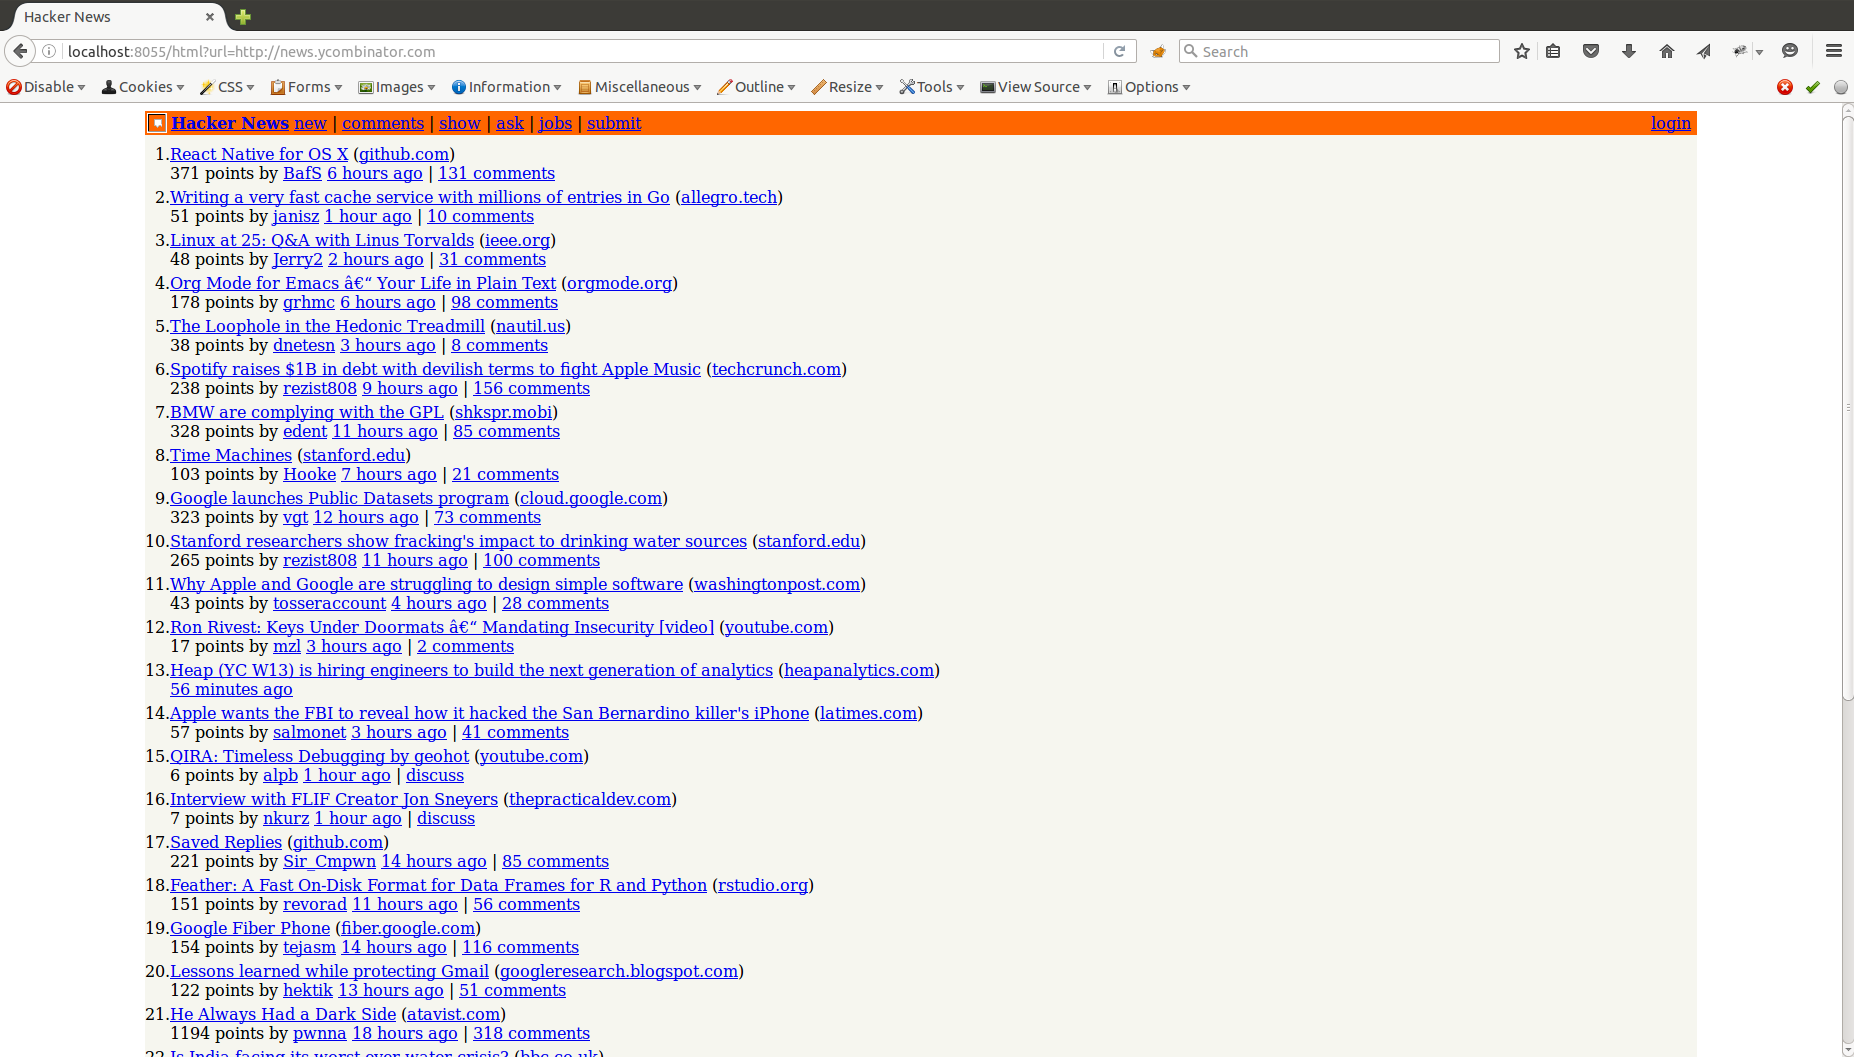 Hacker News
localhost:8055/html?url=http://news.ycombinator.com
Search
Disable Cookies CSS Forms Images Information Miscellaneous Outline Resize Tools View Source Options
Hacker News new | comments | show | ask | jobs | submit login
1. React Native for OS X (github.com)
371 points by BafS 6 hours ago | 131 comments
2. Writing a very fast cache service with millions of entries in Go (allegro.tech)
51 points by janisz 1 hour ago | 10 comments
3. Linux at 25: Q&A with Linus Torvalds (ieee.org)
48 points by Jerry2 2 hours ago | 31 comments
4. Org Mode for Emacs â€“ Your Life in Plain Text (orgmode.org)
178 points by grhmc 6 hours ago | 98 comments
5. The Loophole in the Hedonic Treadmill (nautil.us)
38 points by dnetesn 3 hours ago | 8 comments
6. Spotify raises $1B in debt with devilish terms to fight Apple Music (techcrunch.com)
238 points by rezist808 9 hours ago | 156 comments
7. BMW are complying with the GPL (shkspr.mobi)
328 points by edent 11 hours ago | 85 comments
8. Time Machines (stanford.edu)
103 points by Hooke 7 hours ago | 21 comments
9. Google launches Public Datasets program (cloud.google.com)
323 points by vgt 12 hours ago | 73 comments
10. Stanford researchers show fracking's impact to drinking water sources (stanford.edu)
265 points by rezist808 11 hours ago | 100 comments
11. Why Apple and Google are struggling to design simple software (washingtonpost.com)
43 points by tosseraccount 4 hours ago | 28 comments
12. Ron Rivest: Keys Under Doormats â€“ Mandating Insecurity [video] (youtube.com)
17 points by mzl 3 hours ago | 2 comments
13. Heap (YC W13) is hiring engineers to build the next generation of analytics (heapanalytics.com)
56 minutes ago
14. Apple wants the FBI to reveal how it hacked the San Bernardino killer's iPhone (latimes.com)
57 points by salmonet 3 hours ago | 41 comments
15. QIRA: Timeless Debugging by geohot (youtube.com)
6 points by alpb 1 hour ago | discuss
16. Interview with FLIF Creator Jon Sneyers (thepracticaldev.com)
7 points by nkurz 1 hour ago | discuss
17. Saved Replies (github.com)
221 points by Sir_Cmpwn 14 hours ago | 85 comments
18. Feather: A Fast On-Disk Format for Data Frames for R and Python (rstudio.org)
151 points by revorad 11 hours ago | 56 comments
19. Google Fiber Phone (fiber.google.com)
154 points by tejasm 14 hours ago | 116 comments
20. Lessons learned while protecting Gmail (googleresearch.blogspot.com)
122 points by hektik 13 hours ago | 51 comments
21. He Always Had a Dark Side (atavist.com)
1194 points by pwnna 18 hours ago | 318 comments
22. Is India facing its worst-ever water crisis? (bbc.co.uk)